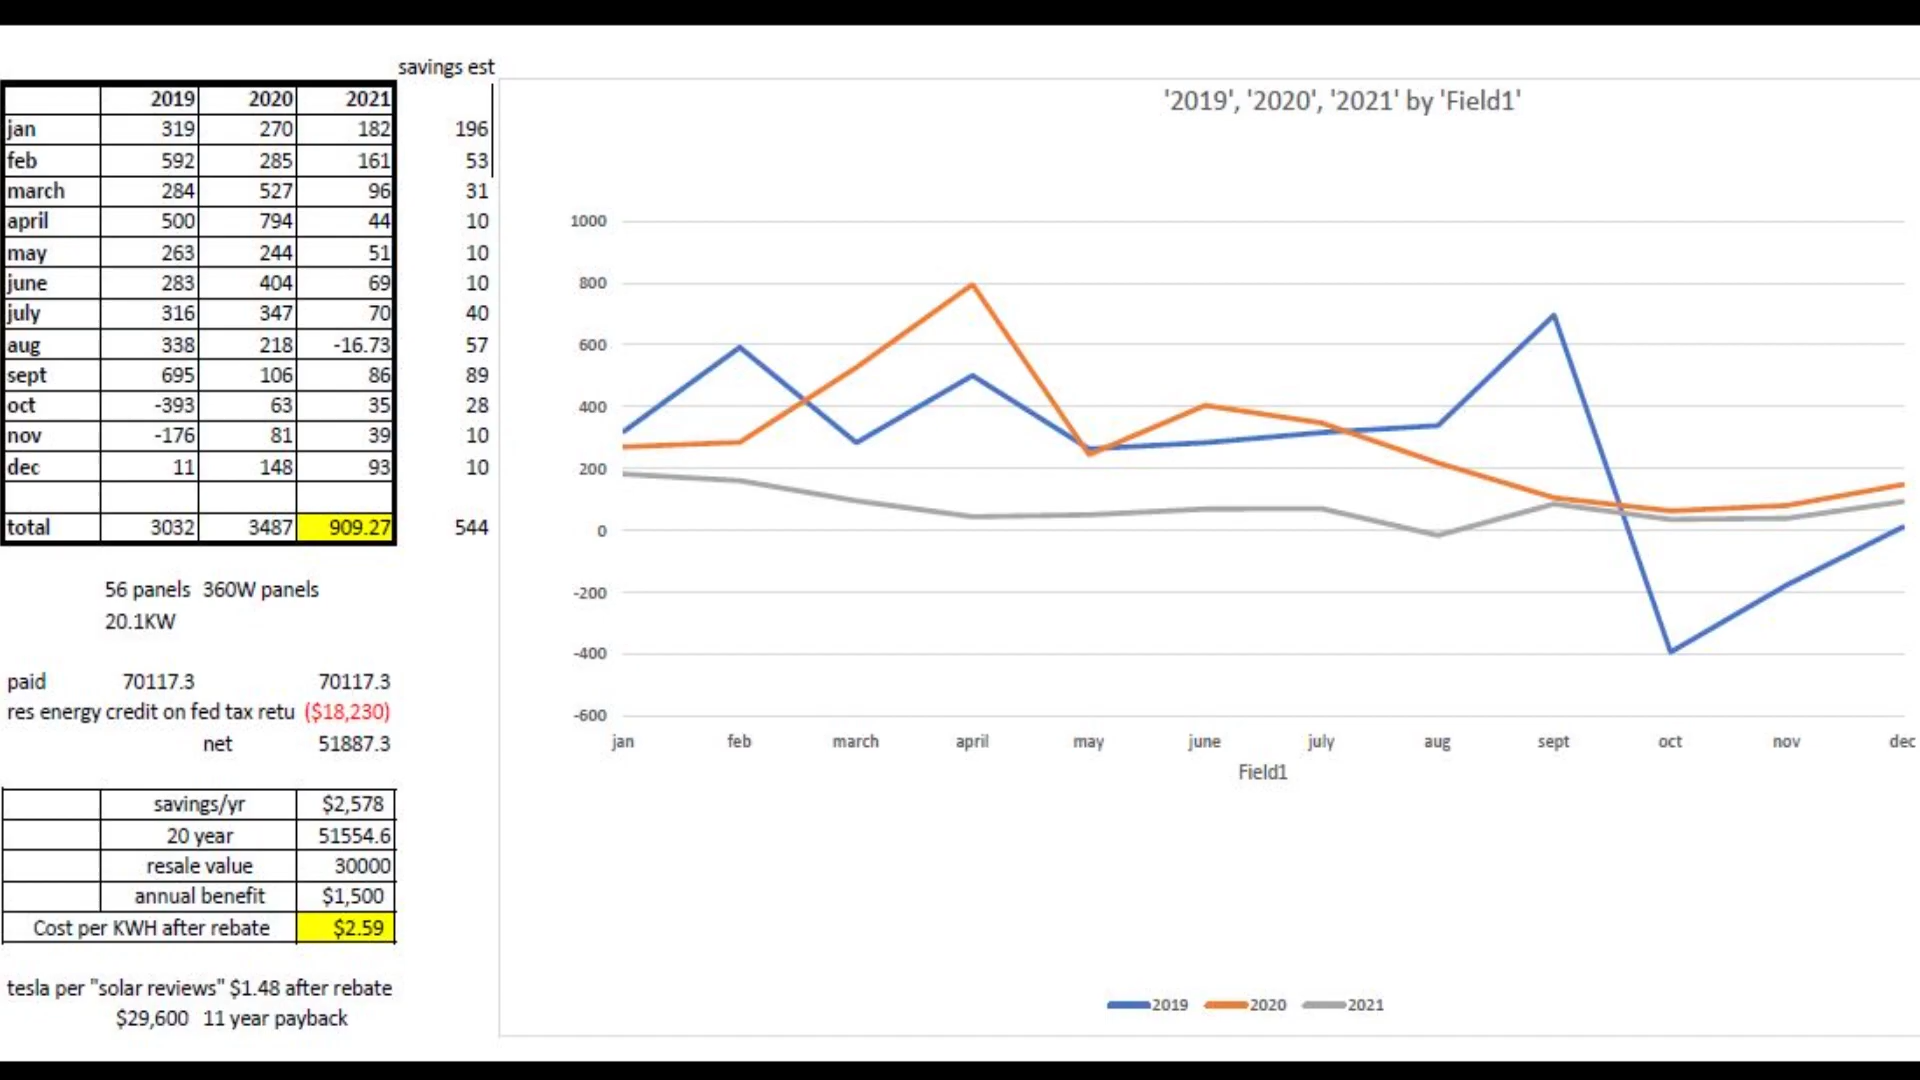 savings est
2019 2020 2021
jan 319 270 182 196
feb 592 285 161 53
march 284 527 96 31
april 500 794 44 10
may 263 244 51 10
june 283 404 69 10
july 316 347 70 40
aug 338 218 -16.73 57
sept 695 106 86 89
oct -393 63 35 28
nov -176 81 39 10
dec 11 148 93 10
total 3032 3487 909.27 544
56 panels 360W panels
20.1KW
paid 70117.3 70117.3
res energy credit on fed tax retu ($18,230)
net 51887.3
savings/yr $2,578
20 year 51554.6
resale value 30000
annual benefit $1,500
Cost per KWH after rebate $2.59
tesla per "solar reviews" $1.48 after rebate
$29,600 11 year payback
'2019', '2020', '2021' by 'Field1'
1000
800
600
400
200
0
-200
-400
-600
jan feb march april may june july aug sept oct nov dec
Field1
2019 2020 2021